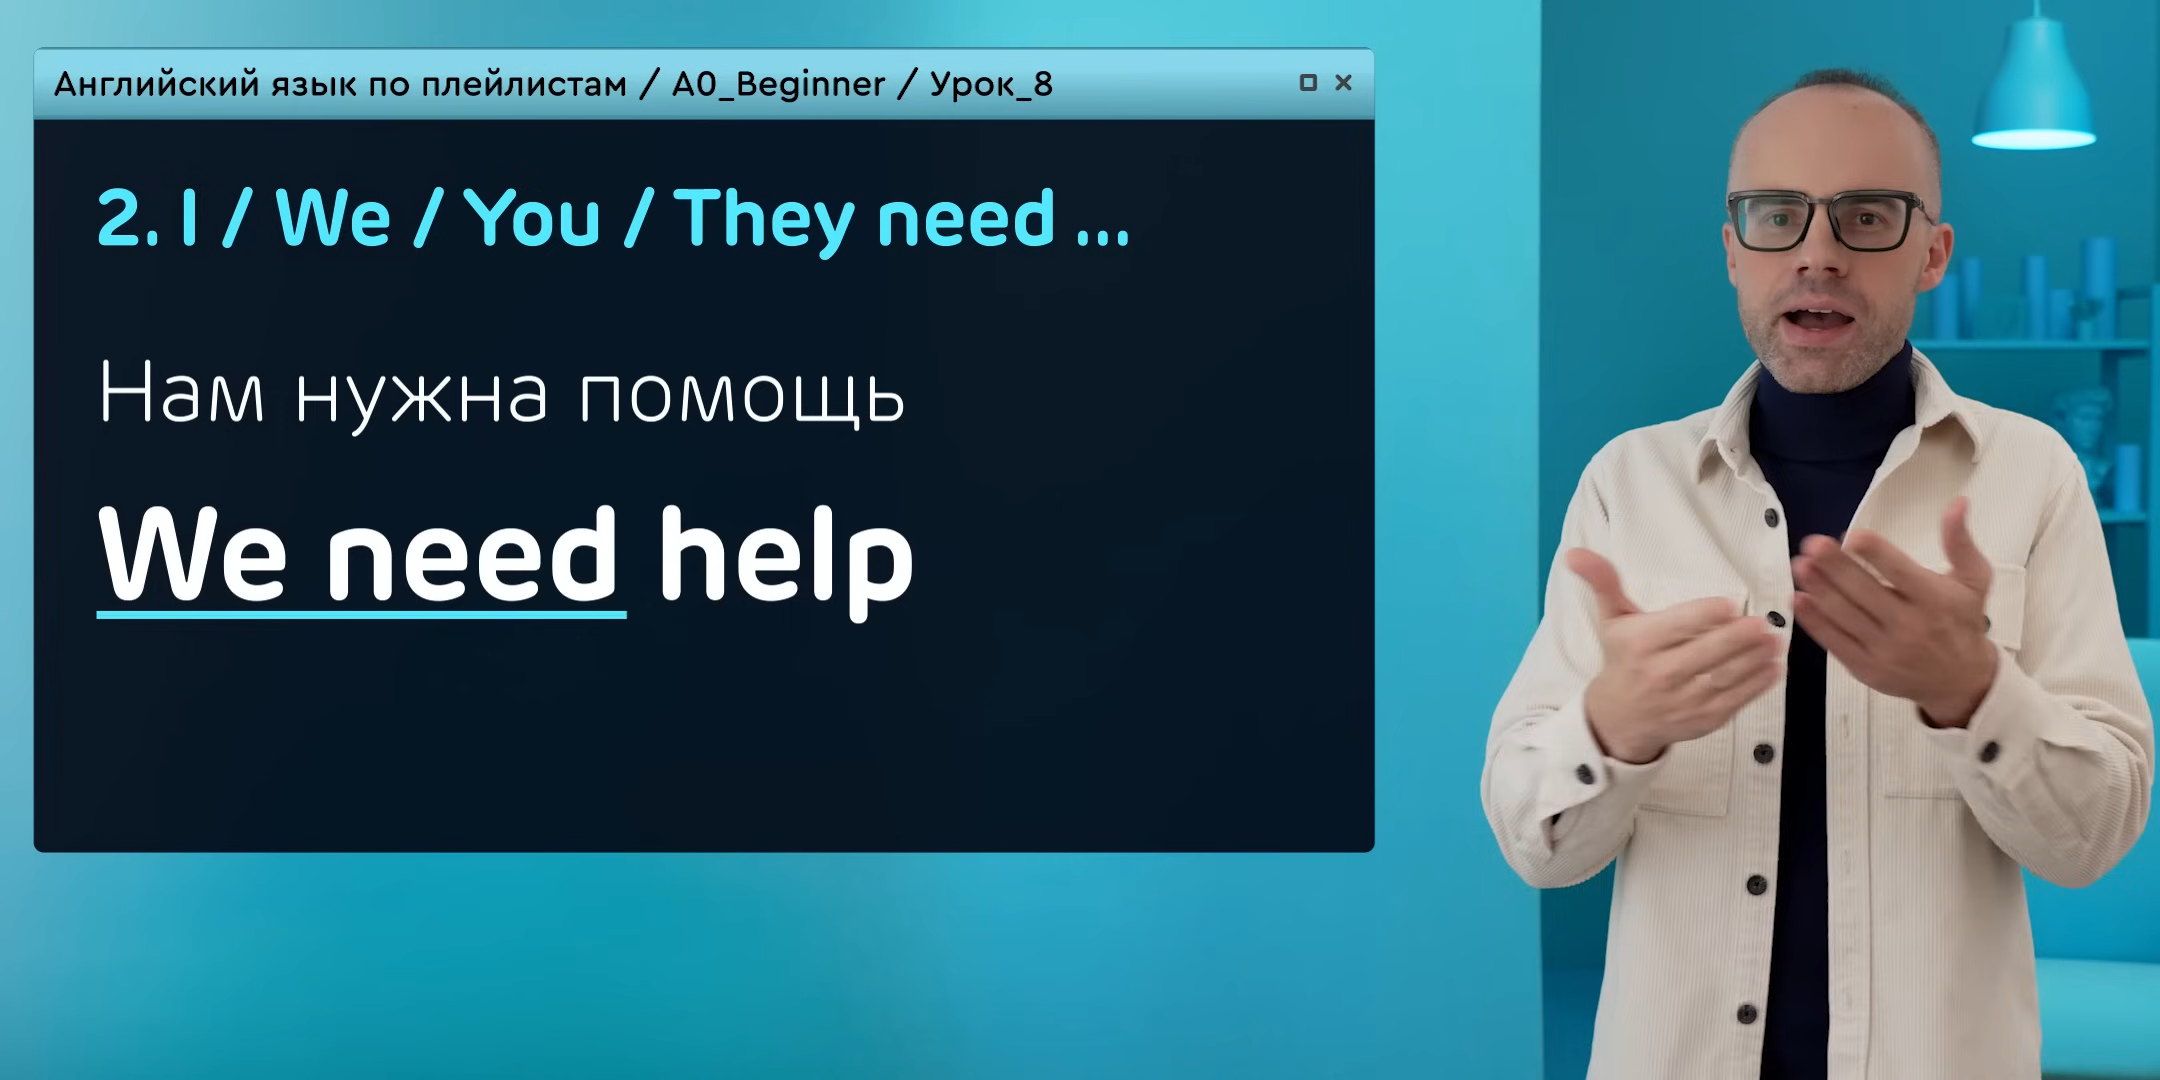 Английский язык по плейлистам / A0_Beginner / Урок_8
2. I / We / You / They need ...
Нам нужна помощь
We need help